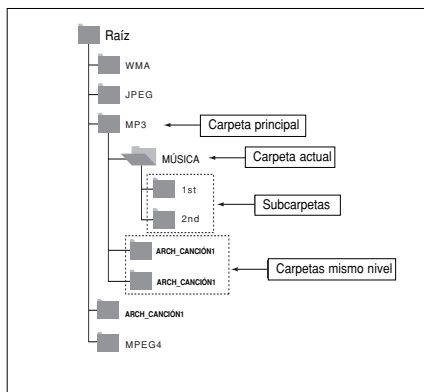 Raíz
WMA
JPEG
MP3
Carpeta principal
MÚSICA
Carpeta actual
1st
Subcarpetas
2nd
ARCH_CANCIÓN1
Carpetas mismo nivel
ARCH_CANCIÓN1
ARCH_CANCIÓN1
MPEG4